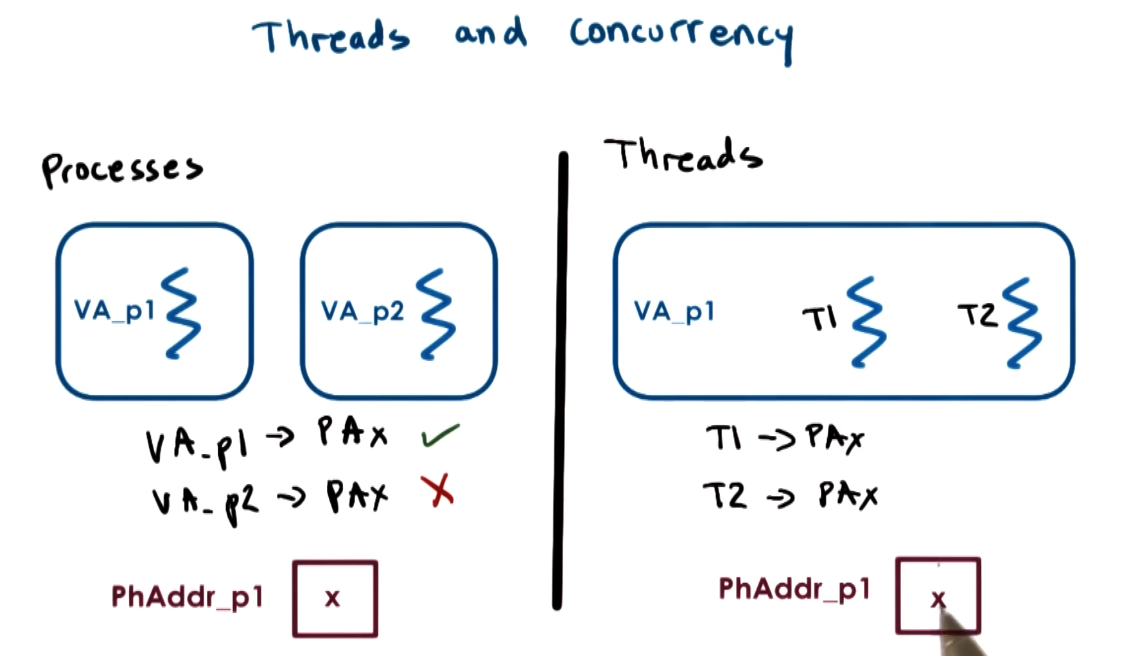 Threads and Concurrency
Processes
VA_p1
VA_p2
VA_p1 → PAx ✓
VA_p2 → PAx X
PhAddr_p1
x
Threads
VA_p1
T1
T2
T1 → PAx
T2 → PAx
PhAddr_p1
x